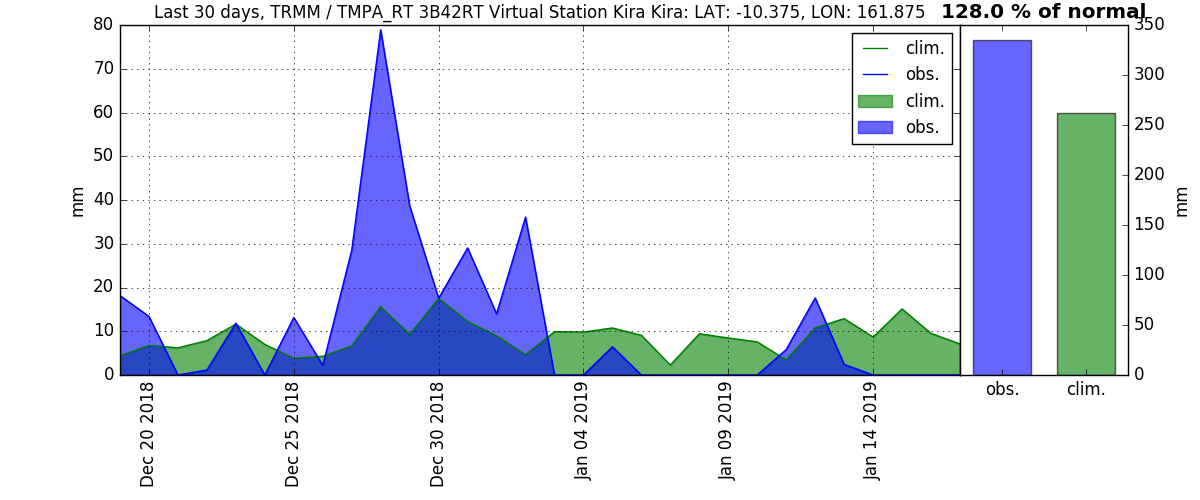 Last 30 days, TRMM / TMPA_RT 3B42RT Virtual Station Kira Kira: LAT: -10.375, LON: 161.875
128.0 % of normal
80
70
60
50
40
30
20
10
0
mm
clim.
obs.
clim.
obs.
Dec 20 2018
Dec 25 2018
Dec 30 2018
Jan 04 2019
Jan 09 2019
Jan 14 2019
350
300
250
200
150
100
50
0
mm
obs.
clim.